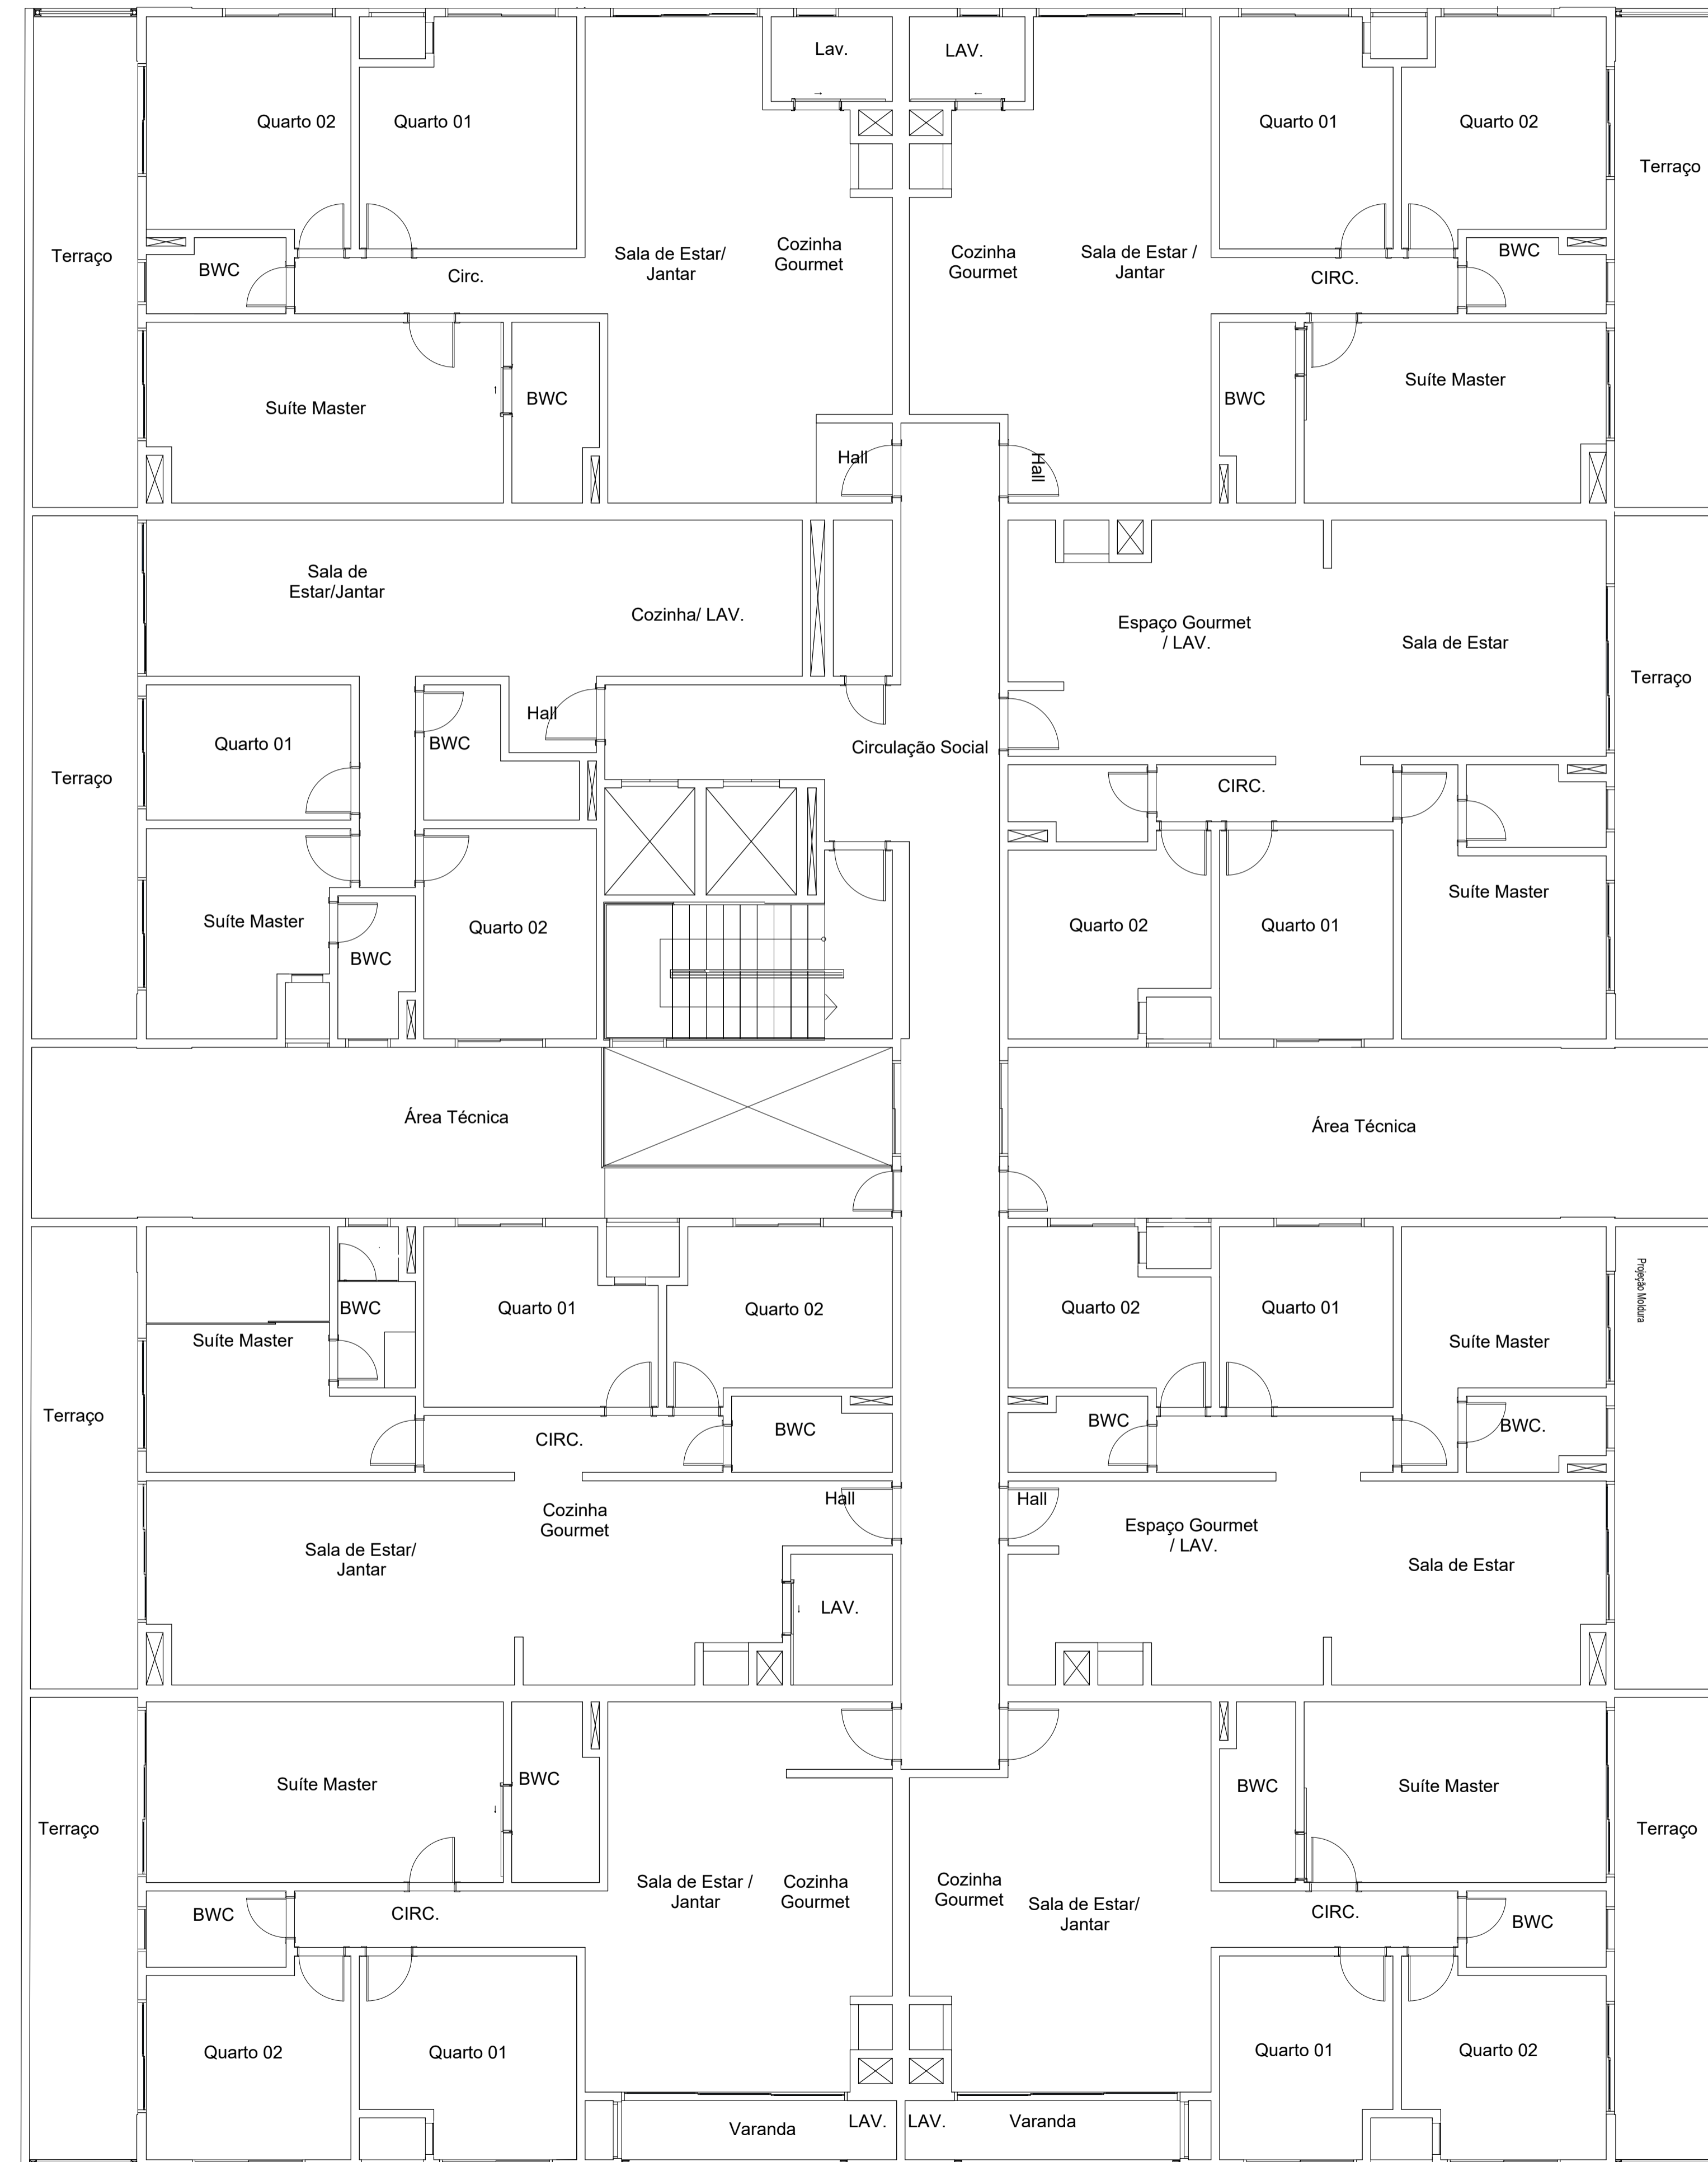 Lav.
LAV.
Quarto 02
Quarto 01
Quarto 01
Quarto 02
Terraço
Terraço
BWC
Circ.
Sala de Estar/
Jantar
Cozinha
Gourmet
Cozinha
Gourmet
Sala de Estar /
Jantar
CIRC.
BWC
Suíte Master
BWC
BWC
Suíte Master
Hall
Hall
Sala de
Estar/Jantar
Cozinha/ LAV.
Espaço Gourmet
/ LAV.
Sala de Estar
Terraço
Hall
Quarto 01
BWC
Circulação Social
Terraço
CIRC.
Suíte Master
BWC
Quarto 02
Quarto 02
Quarto 01
Suíte Master
Área Técnica
Área Técnica
Projeção Moldura
BWC
Quarto 01
Quarto 02
Quarto 02
Quarto 01
Suíte Master
Suíte Master
Terraço
CIRC.
BWC
BWC
BWC.
Hall
Hall
Cozinha
Gourmet
Espaço Gourmet
/ LAV.
Sala de Estar/
Jantar
Sala de Estar
LAV.
Suíte Master
BWC
BWC
Suíte Master
Terraço
Terraço
Sala de Estar /
Jantar
Cozinha
Gourmet
Cozinha
Gourmet
Sala de Estar/
Jantar
BWC
CIRC.
CIRC.
BWC
Quarto 02
Quarto 01
Quarto 01
Quarto 02
Varanda
LAV.
LAV.
Varanda